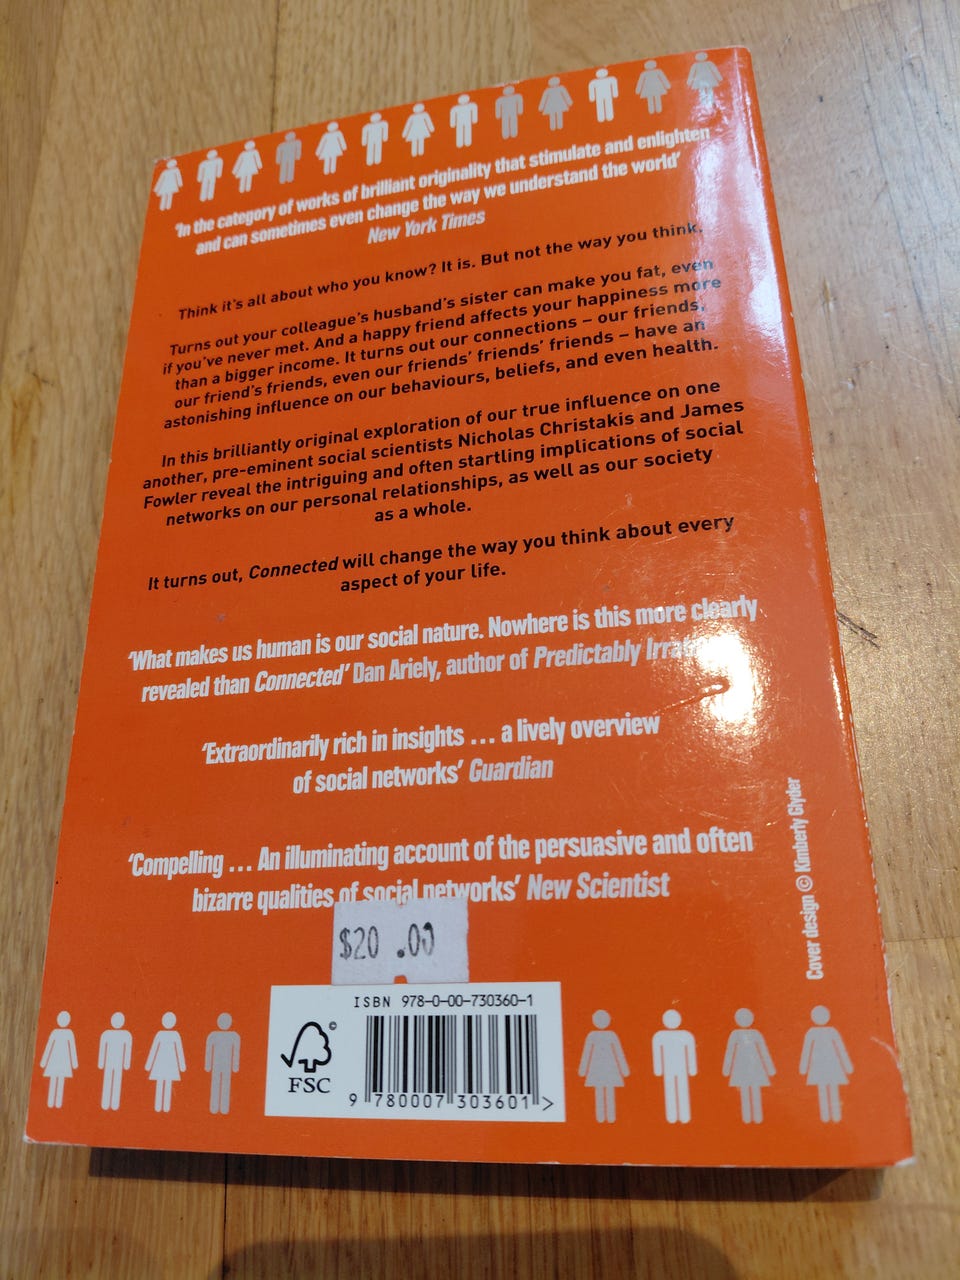 ‘In the category of works of brilliant originality that stimulate and enlighten
and can sometimes even change the way we understand the world’
New York Times
Think it’s all about who you know? It is. But not the way you think.
Turns out your colleague’s husband’s sister can make you fat, even
if you’ve never met. And a happy friend affects your happiness more
than a bigger income. It turns out our connections – our friends,
our friend’s friends, even our friends’ friends’ friends – have an
astonishing influence on our behaviours, beliefs, and even health.
In this brilliantly original exploration of our true influence on one
another, pre-eminent social scientists Nicholas Christakis and James
Fowler reveal the intriguing and often startling implications of social
networks on our personal relationships, as well as our society
as a whole.
It turns out, Connected will change the way you think about every
aspect of your life.
‘What makes us human is our social nature. Nowhere is this more clearly
revealed than Connected’ Dan Ariely, author of Predictably
‘Extraordinarily rich in insights ... a lively overview
of social networks’ Guardian
‘Compelling ... An illuminating account of the persuasive and often
bizarre qualities of social networks’ New Scientist
$20.00
ISBN 978-0-00-730360-1
©
FSC
9 780007 303601 >
Cover design © Kimberly Glyder